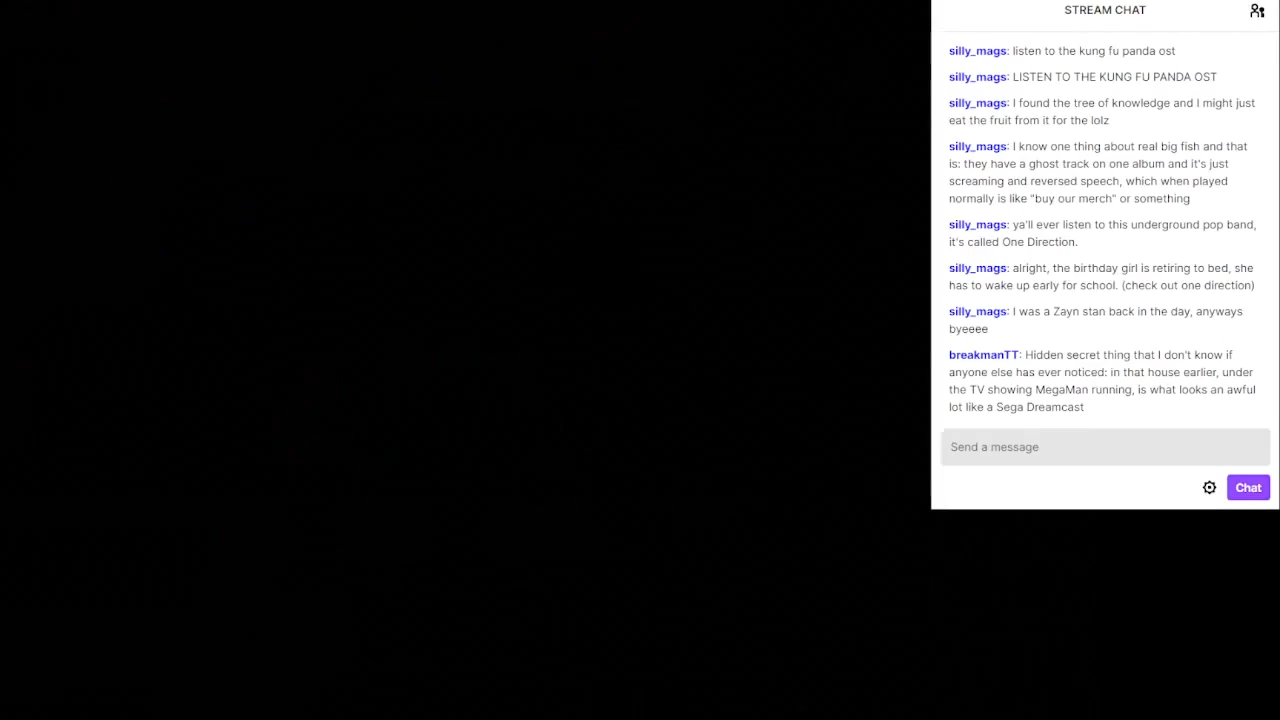 STREAM CHAT
silly_mags: listen to the kung fu panda ost
silly_mags: LISTEN TO THE KUNG FU PANDA OST
silly_mags: I found the tree of knowledge and I might just
eat the fruit from it for the lolz
silly_mags: I know one thing about real big fish and that
is: they have a ghost track on one album and it's just
screaming and reversed speech, which when played
normally is like "buy our merch" or something
silly_mags: ya'll ever listen to this underground pop band,
it's called One Direction.
silly_mags: alright, the birthday girl is retiring to bed, she
has to wake up early for school. (check out one direction)
silly_mags: I was a Zayn stan back in the day, anyways
byeeee
breakmanTT: Hidden secret thing that I don't know if
anyone else has ever noticed: in that house earlier, under
the TV showing MegaMan running, is what looks an awful
lot like a Sega Dreamcast
Send a message
Chat